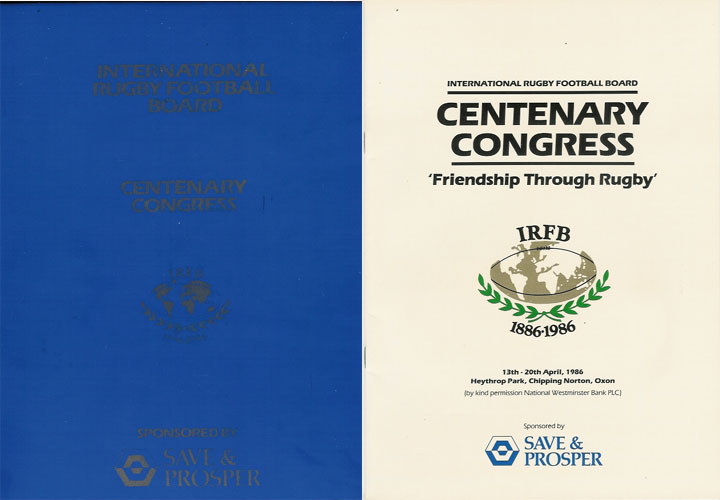 INTERNATIONAL
RUGBY FOOTBALL
BOARD
CENTENARY
CONGRESS
SPONSORED BY
SAVE &
PROSPER
INTERNATIONAL RUGBY FOOTBALL BOARD
CENTENARY
CONGRESS
'Friendship Through Rugby'
IRFB
1886·1986
13th - 20th April, 1986
Heythrop Park, Chipping Norton, Oxon
(by kind permission National Westminster Bank PLC)
Sponsored by
SAVE &
PROSPER